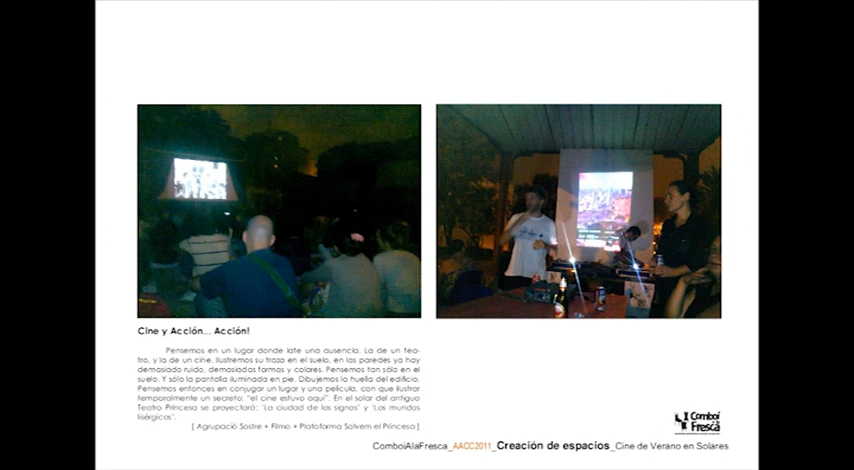 Cine y Acción... Acción!
Pensemos en un lugar donde late una ausencia. La de un tea-
tro, y la de un cine. Ilustremos su traza en el suelo, en las paredes ya hay
demasiado ruido, demasiadas formas y colores. Pensemos tan sólo en el
suelo. Y sólo la pantalla iluminada en pie. Dibujemos la huella del edificio.
Pensemos entonces en conjugar un lugar y una película, con que ilustrar
temporalmente un secreto: "el cine estuvo aquí". En el solar del antiguo
Teatro Princesa se proyectará: 'La ciudad de los signos' y 'Los mundos
lisérgicos'.
[ Agrupació Sostre + Filmo + Plataforma Salvem el Princesa]
Comboi
Fresca
ComboiAlaFresca_AACC2011_Creación de espacios_Cine de Verano en Solares